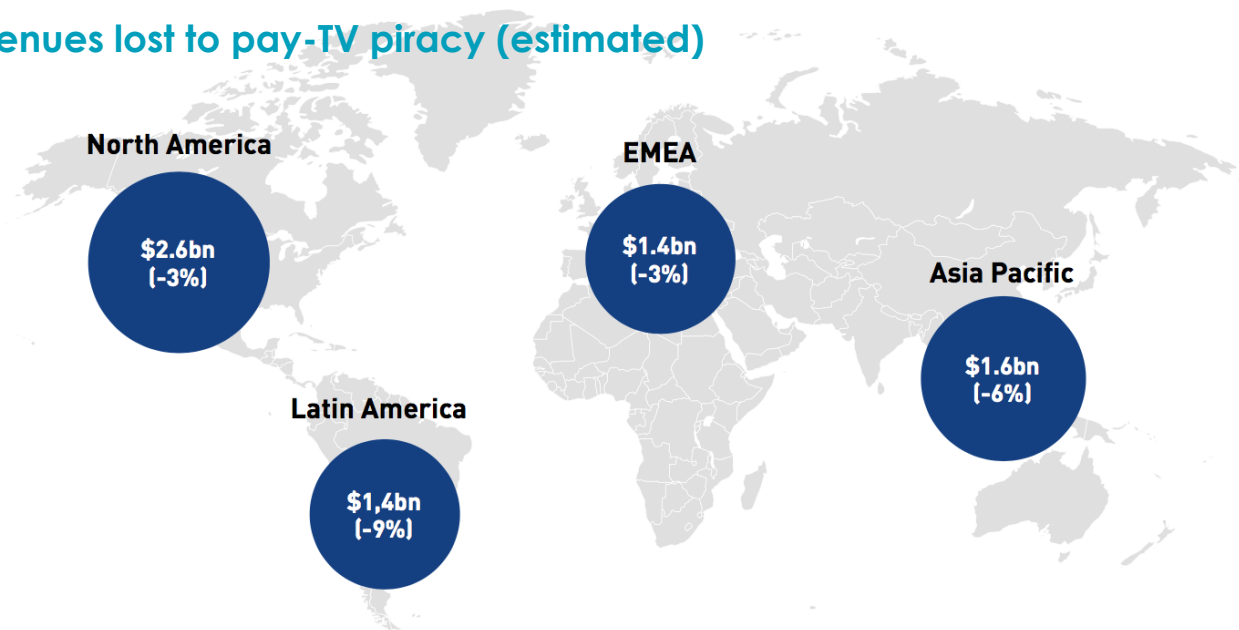 enues lost to pay-TV piracy (estimated)
North America
$2.6bn
(-3%)
EMEA
$1.4bn
(-3%)
Asia Pacific
$1.6bn
(-6%)
Latin America
$1,4bn
(-9%)